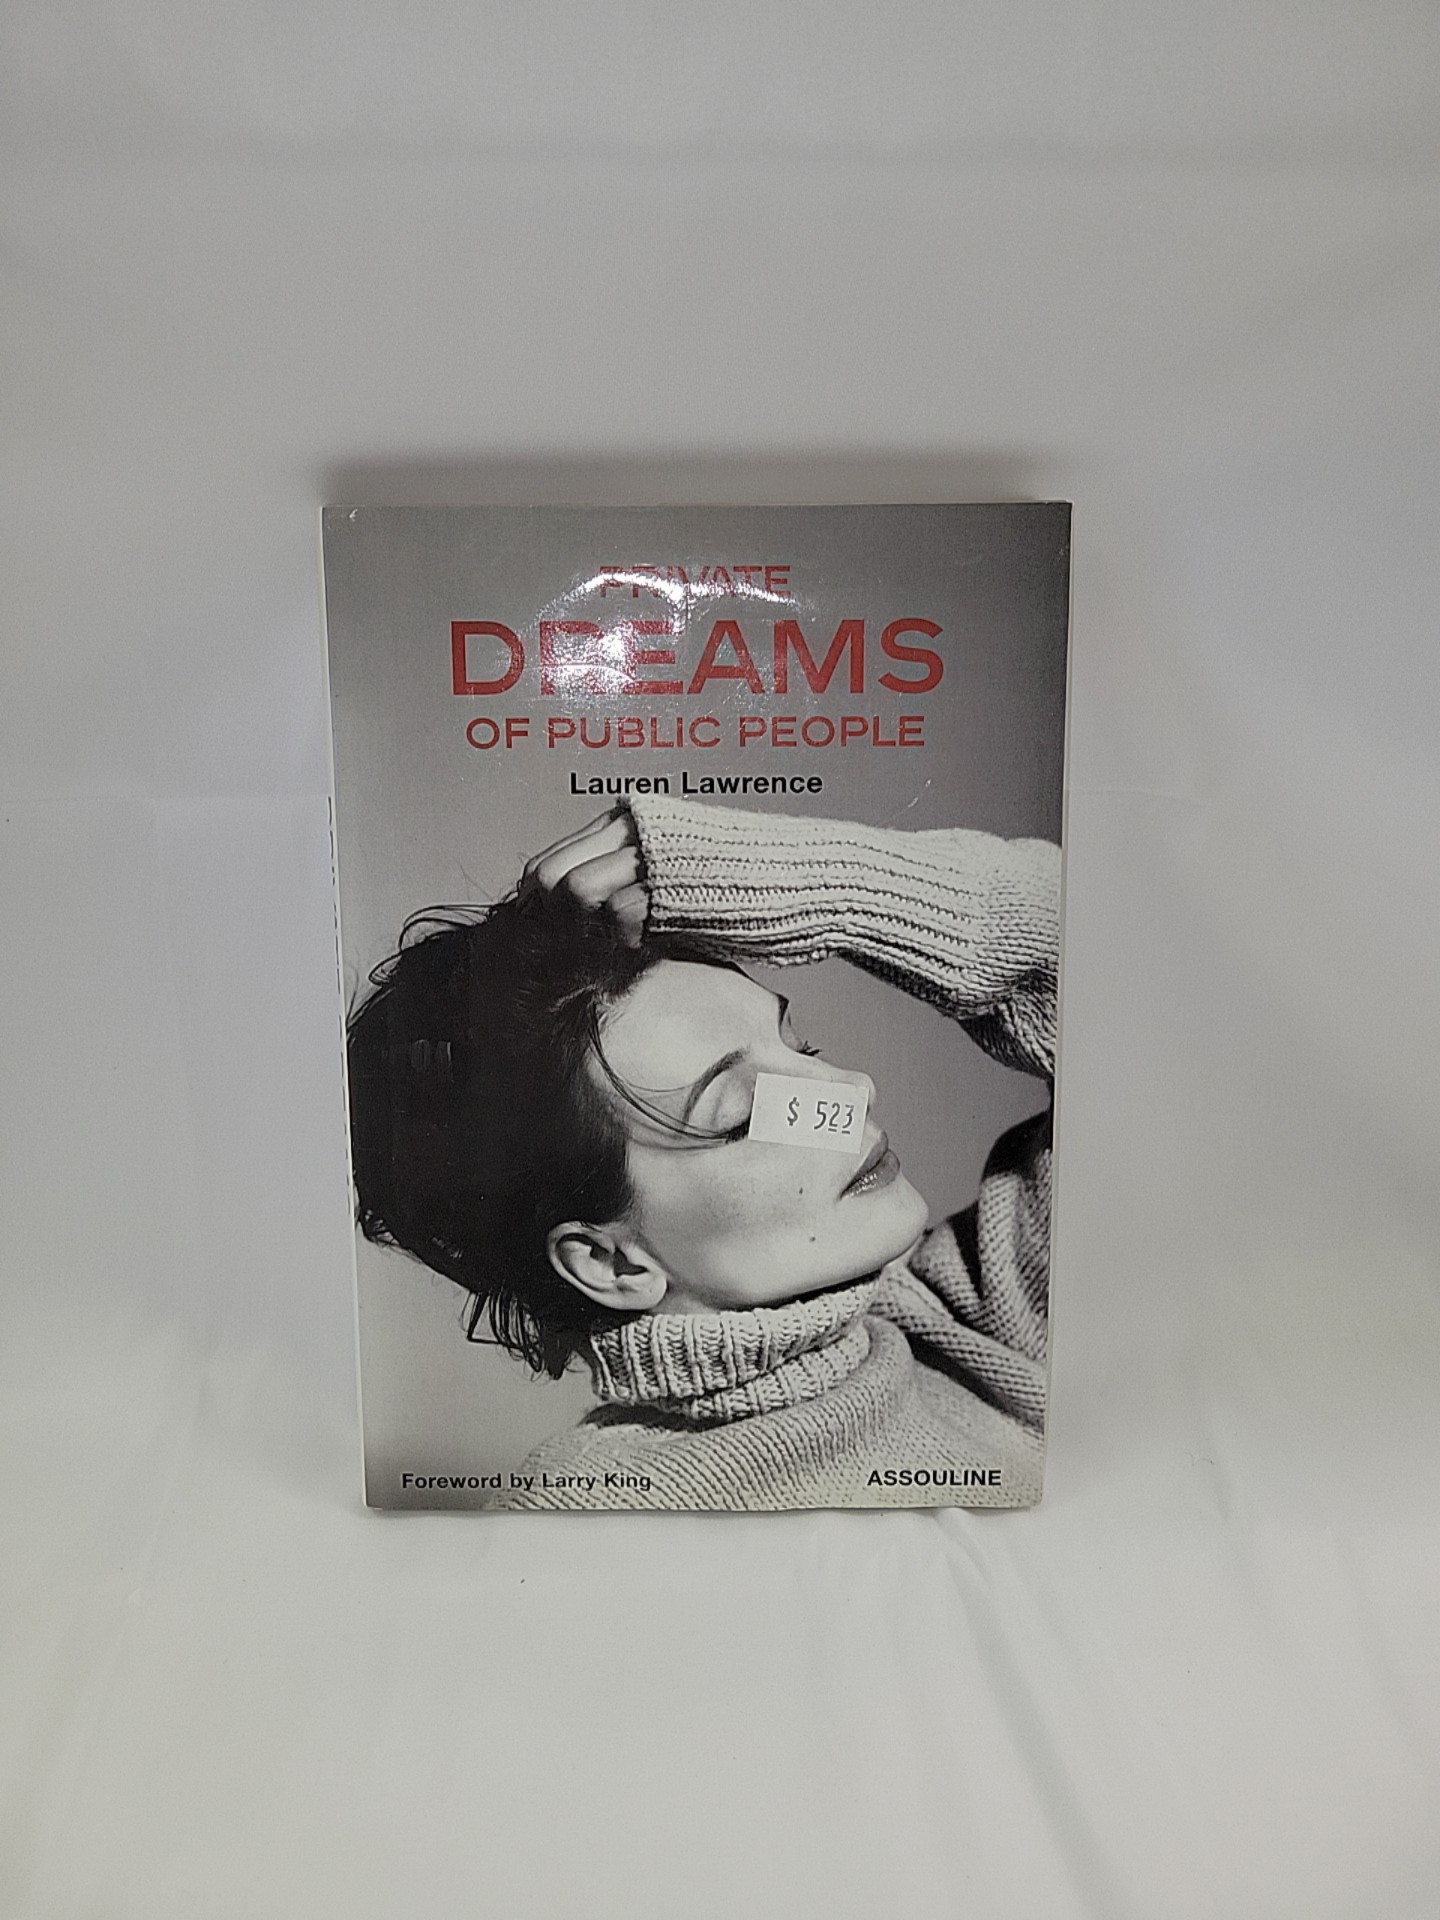 PRIVATE
DREAMS
OF PUBLIC PEOPLE
Lauren Lawrence
$ 523
Foreword by Larry King
ASSOULINE